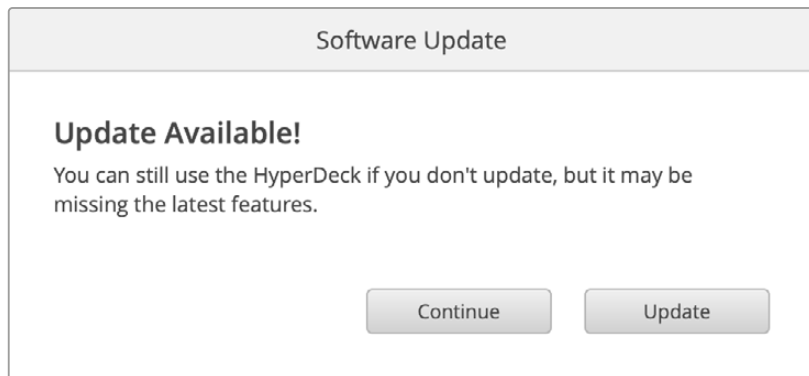 Software Update
Update Available!
You can still use the HyperDeck if you don't update, but it may be
missing the latest features.
Continue
Update